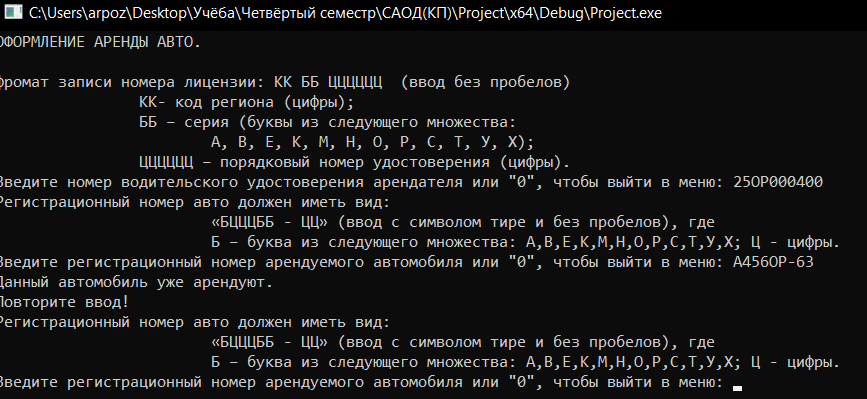 C:\Users\arpoz\Desktop\Учёба\Четвёртый семестр\САОД(КП)\Project\x64\Debug\Project.exe
ОФОРМЛЕНИЕ АРЕНДЫ АВТО.
формат записи номера лицензии: КК ББ ЦЦЦЦЦЦ (ввод без пробелов)
КК- код региона (цифры);
ББ – серия (буквы из следующего множества:
А, В, Е, К, М, Н, О, Р, С, Т, У, Х);
ЦЦЦЦЦЦ – порядковый номер удостоверения (цифры).
Введите номер водительского удостоверения арендателя или "0", чтобы выйти в меню: 25ОР000400
Регистрационный номер авто должен иметь вид:
«БЦЦЦББ - ЦЦ» (ввод с символом тире и без пробелов), где
Б – буква из следующего множества: А,В,Е,К,М,Н,О,Р,С,Т,У,Х; Ц - цифры.
Введите регистрационный номер арендуемого автомобиля или "0", чтобы выйти в меню: А456ОР-63
Данный автомобиль уже арендуют.
Повторите ввод!
Регистрационный номер авто должен иметь вид:
«БЦЦЦББ - ЦЦ» (ввод с символом тире и без пробелов), где
Б – буква из следующего множества: А,В,Е,К,М,Н,О,Р,С,Т,У,Х; Ц - цифры.
Введите регистрационный номер арендуемого автомобиля или "0", чтобы выйти в меню: